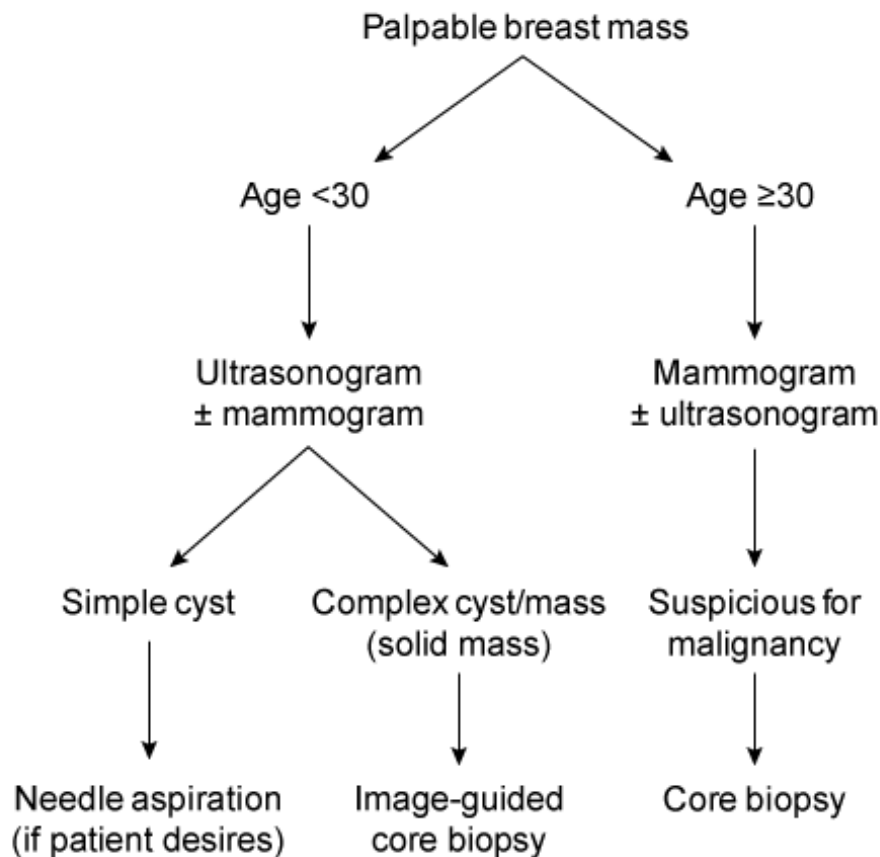 Palpable breast mass
Age <30
Age ≥30
Ultrasonogram
± mammogram
Mammogram
± ultrasonogram
Simple cyst
Complex cyst/mass
(solid mass)
Suspicious for
malignancy
Needle aspiration
(if patient desires)
Image-guided
core biopsy
Core biopsy